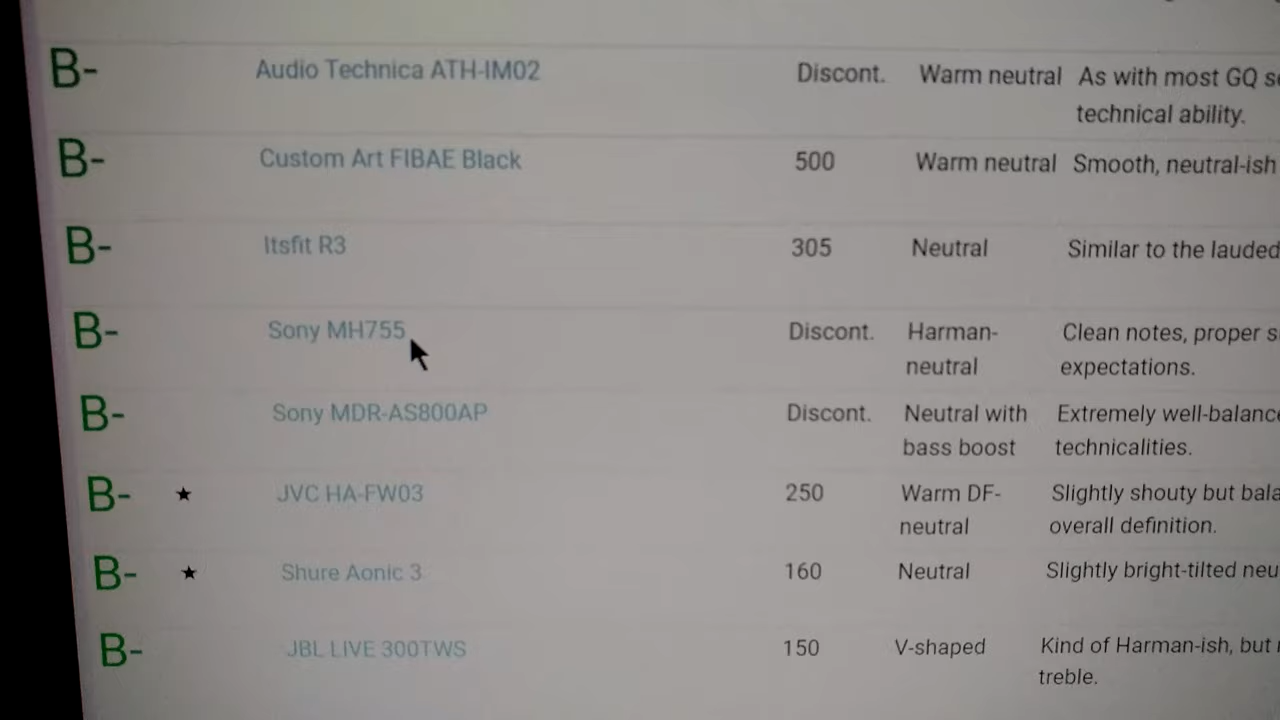 B- Audio Technica ATH-IM02 Discont. Warm neutral As with most GQ
technical ability.
B- Custom Art FIBAE Black 500 Warm neutral Smooth, neutral-ish
B- Itsfit R3 305 Neutral Similar to the lauded
B- Sony MH755 Discont. Harman- Clean notes, proper
neutral expectations.
B- Sony MDR-AS800AP Discont. Neutral with Extremely
bass boost technicalities.
B- ★ JVC HA-FW03 250 Warm DF- Slightly shouty but
neutral overall definition.
B- ★ Shure Aonic 3 160 Neutral Slightly bright-tilted
B- JBL LIVE 300TWS 150 V-shaped Kind of Harman-ish, but
treble.